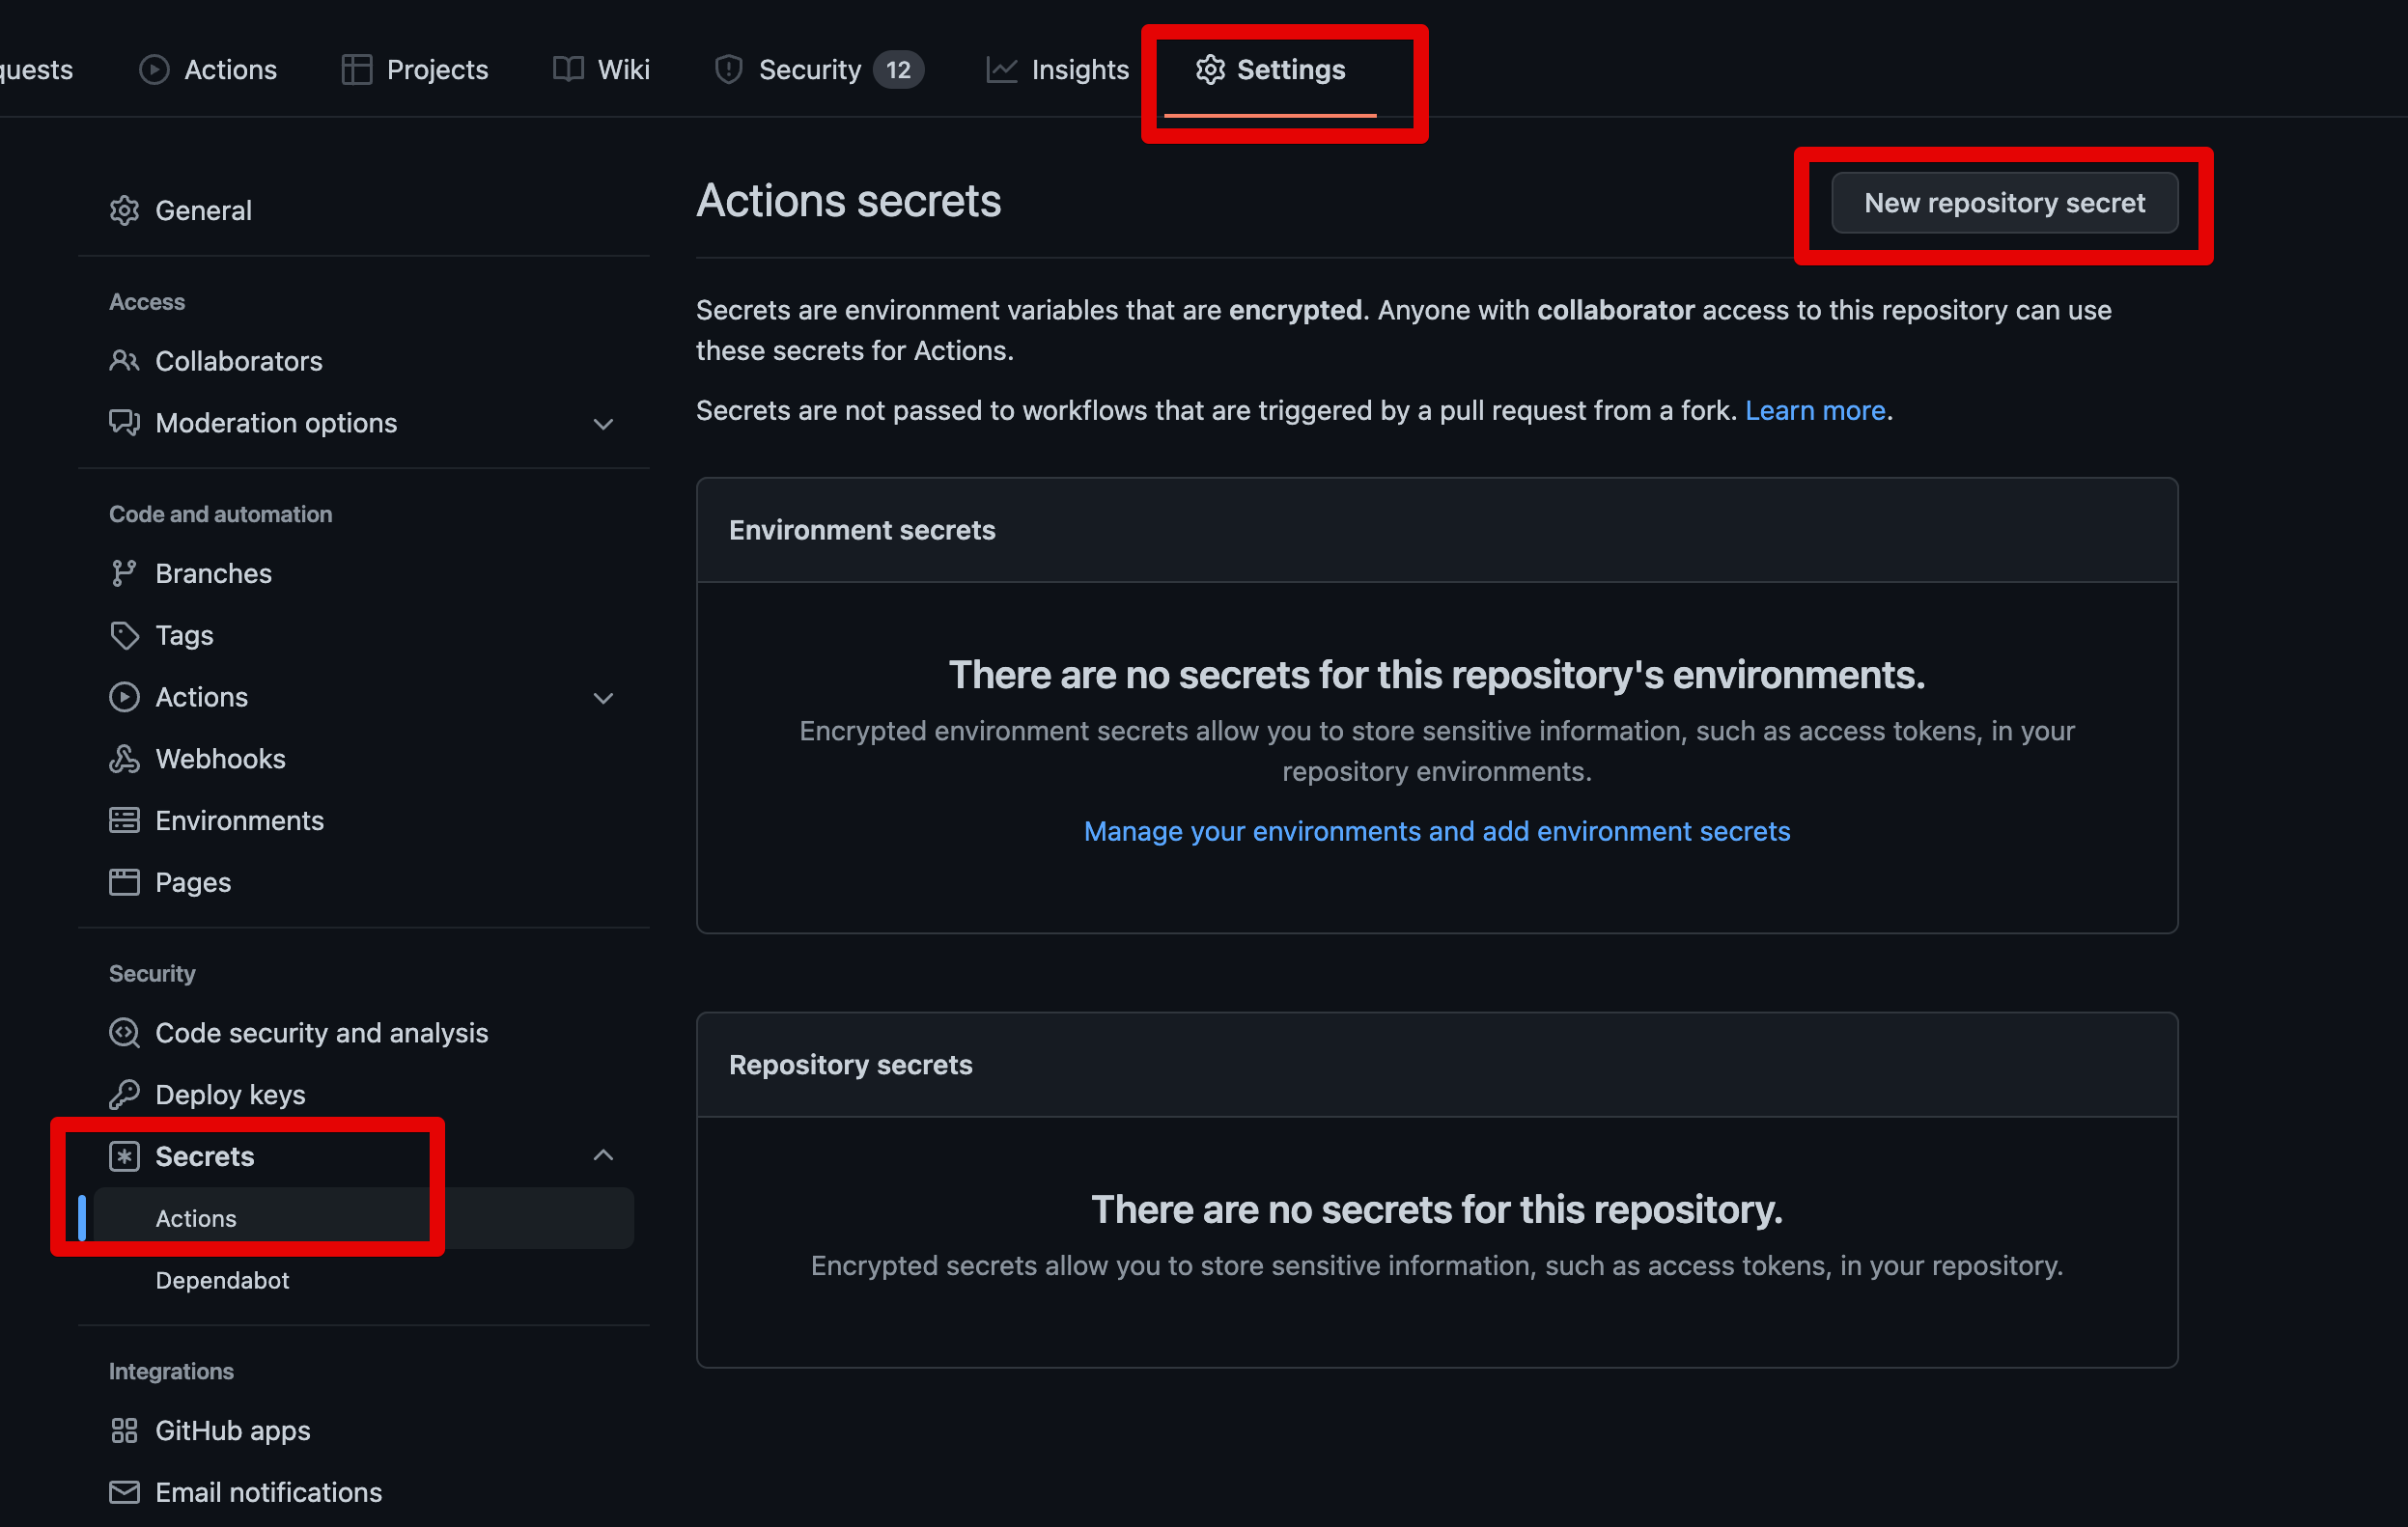 Actions
Projects
Wiki
Security 12
Insights
Settings
General
Access
Collaborators
Moderation options
Code and automation
Branches
Tags
Actions
Webhooks
Environments
Pages
Security
Code security and analysis
Deploy keys
Secrets
Actions
Dependabot
Integrations
GitHub apps
Email notifications
Actions secrets
New repository secret
Secrets are environment variables that are encrypted. Anyone with collaborator access to this repository can use
these secrets for Actions.
Secrets are not passed to workflows that are triggered by a pull request from a fork. Learn more.
Environment secrets
There are no secrets for this repository's environments.
Encrypted environment secrets allow you to store sensitive information, such as access tokens, in your
repository environments.
Manage your environments and add environment secrets
Repository secrets
There are no secrets for this repository.
Encrypted secrets allow you to store sensitive information, such as access tokens, in your repository.